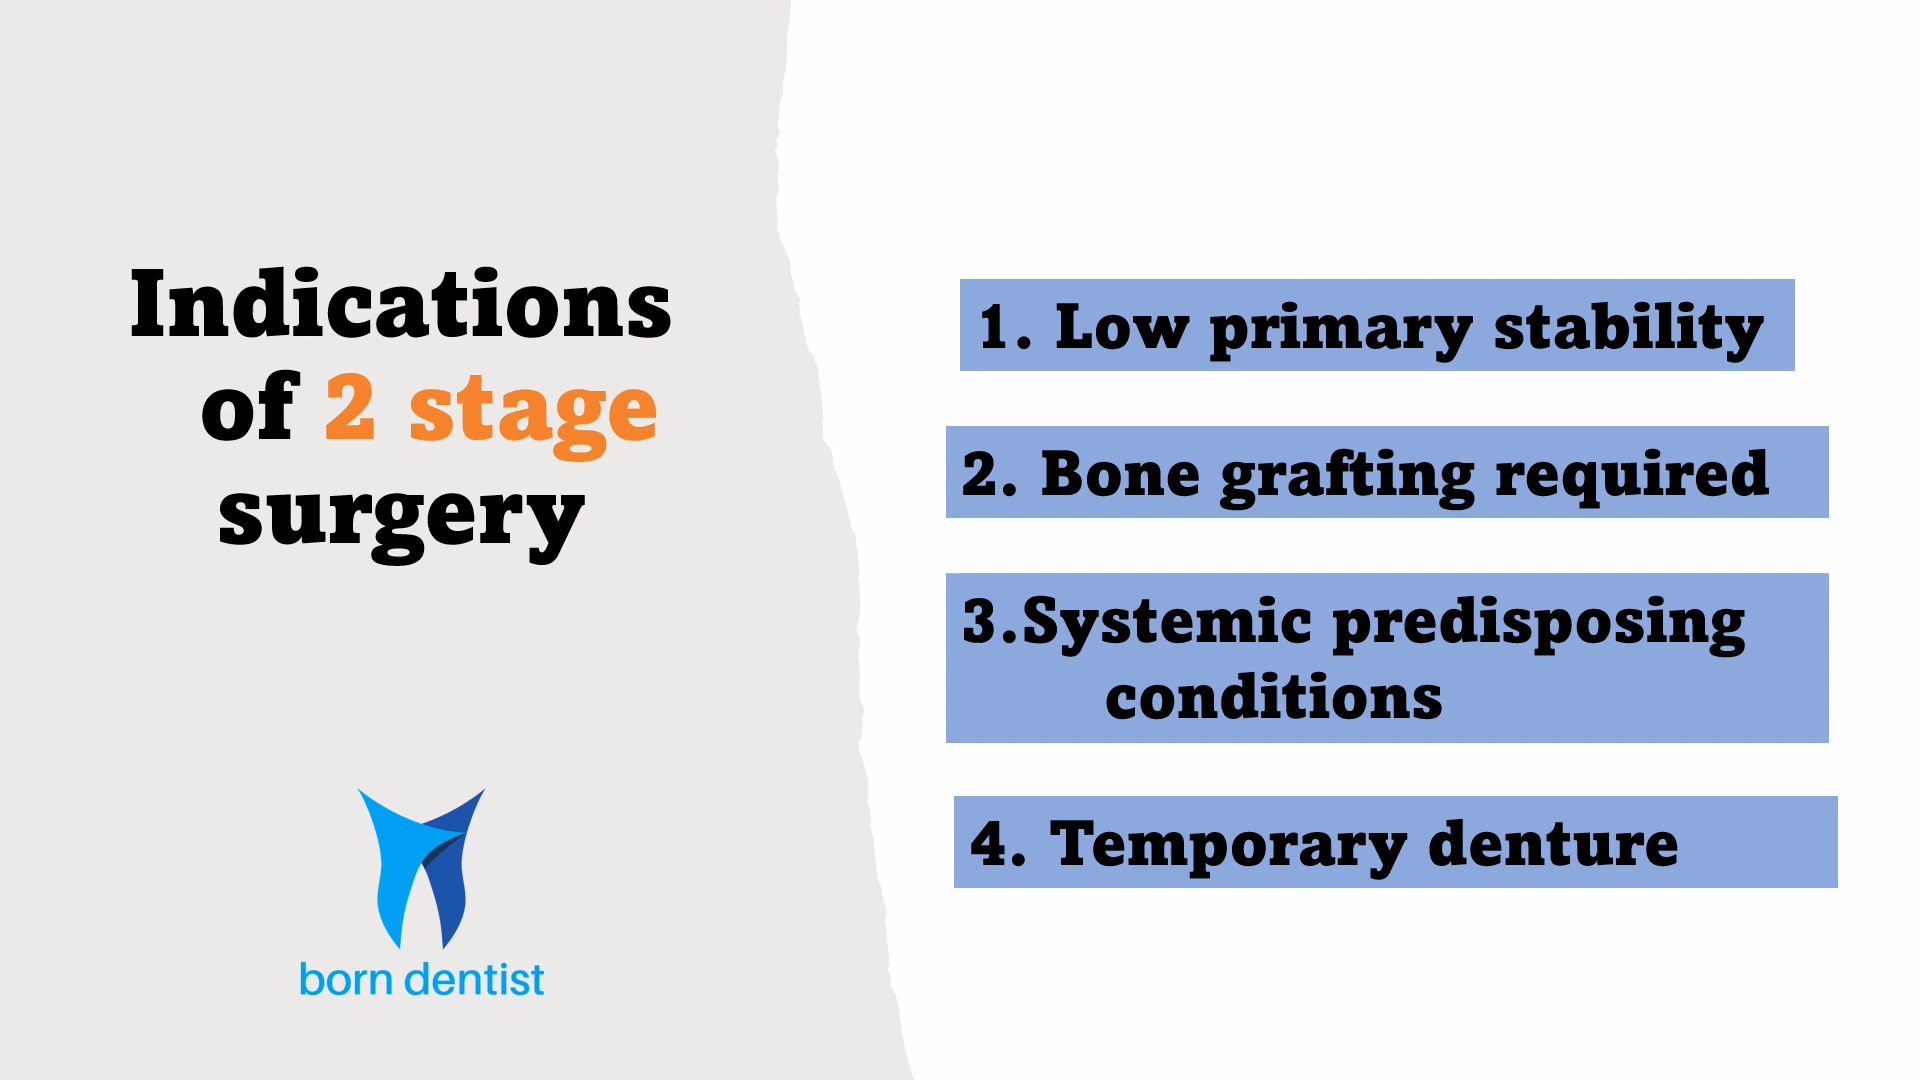 Indications
of 2 stage
surgery
born dentist
1. Low primary stability
2. Bone grafting required
3.Systemic predisposing
conditions
4. Temporary denture